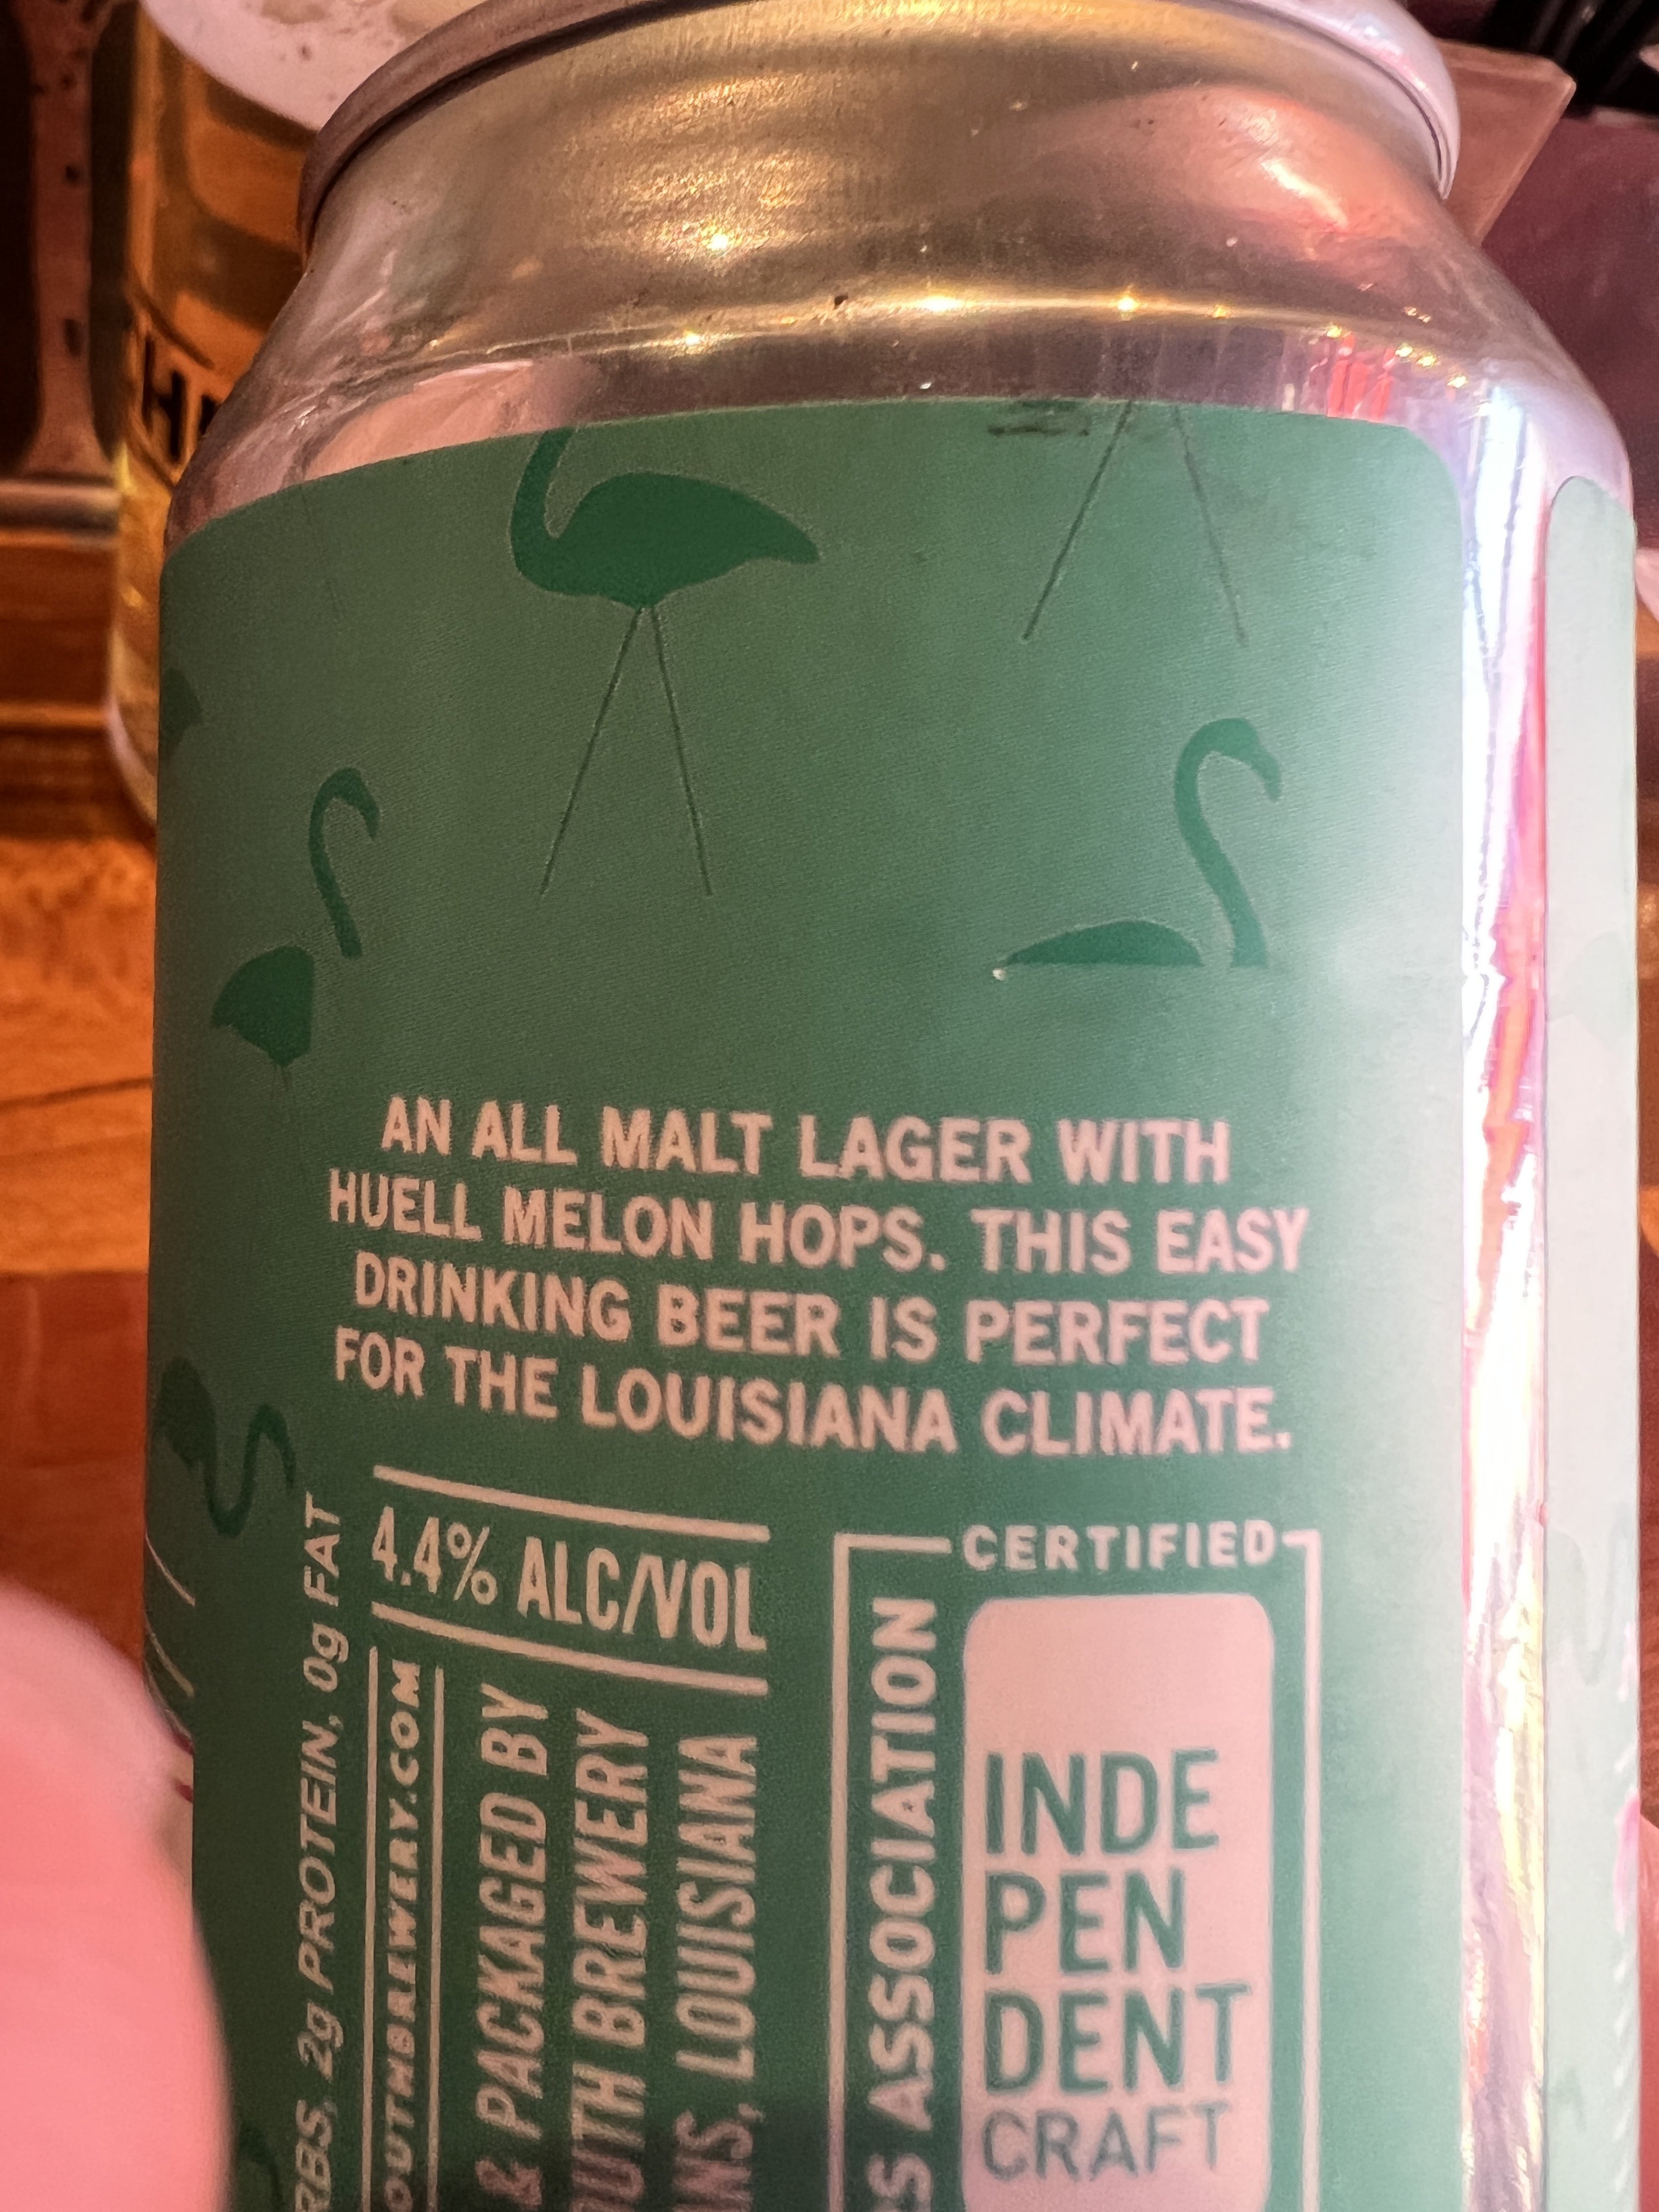 AN ALL MALT LAGER WITH
HUELL MELON HOPS. THIS EASY
DRINKING BEER IS PERFECT
FOR THE LOUISIANA CLIMATE.
4.4% ALC/VOL
2g PROTEIN, 0g FAT
& PACKAGED BY
BREWERY
LOUISIANA
CERTIFIED
ASSOCIATION
INDE
PEN
DENT
CRAFT